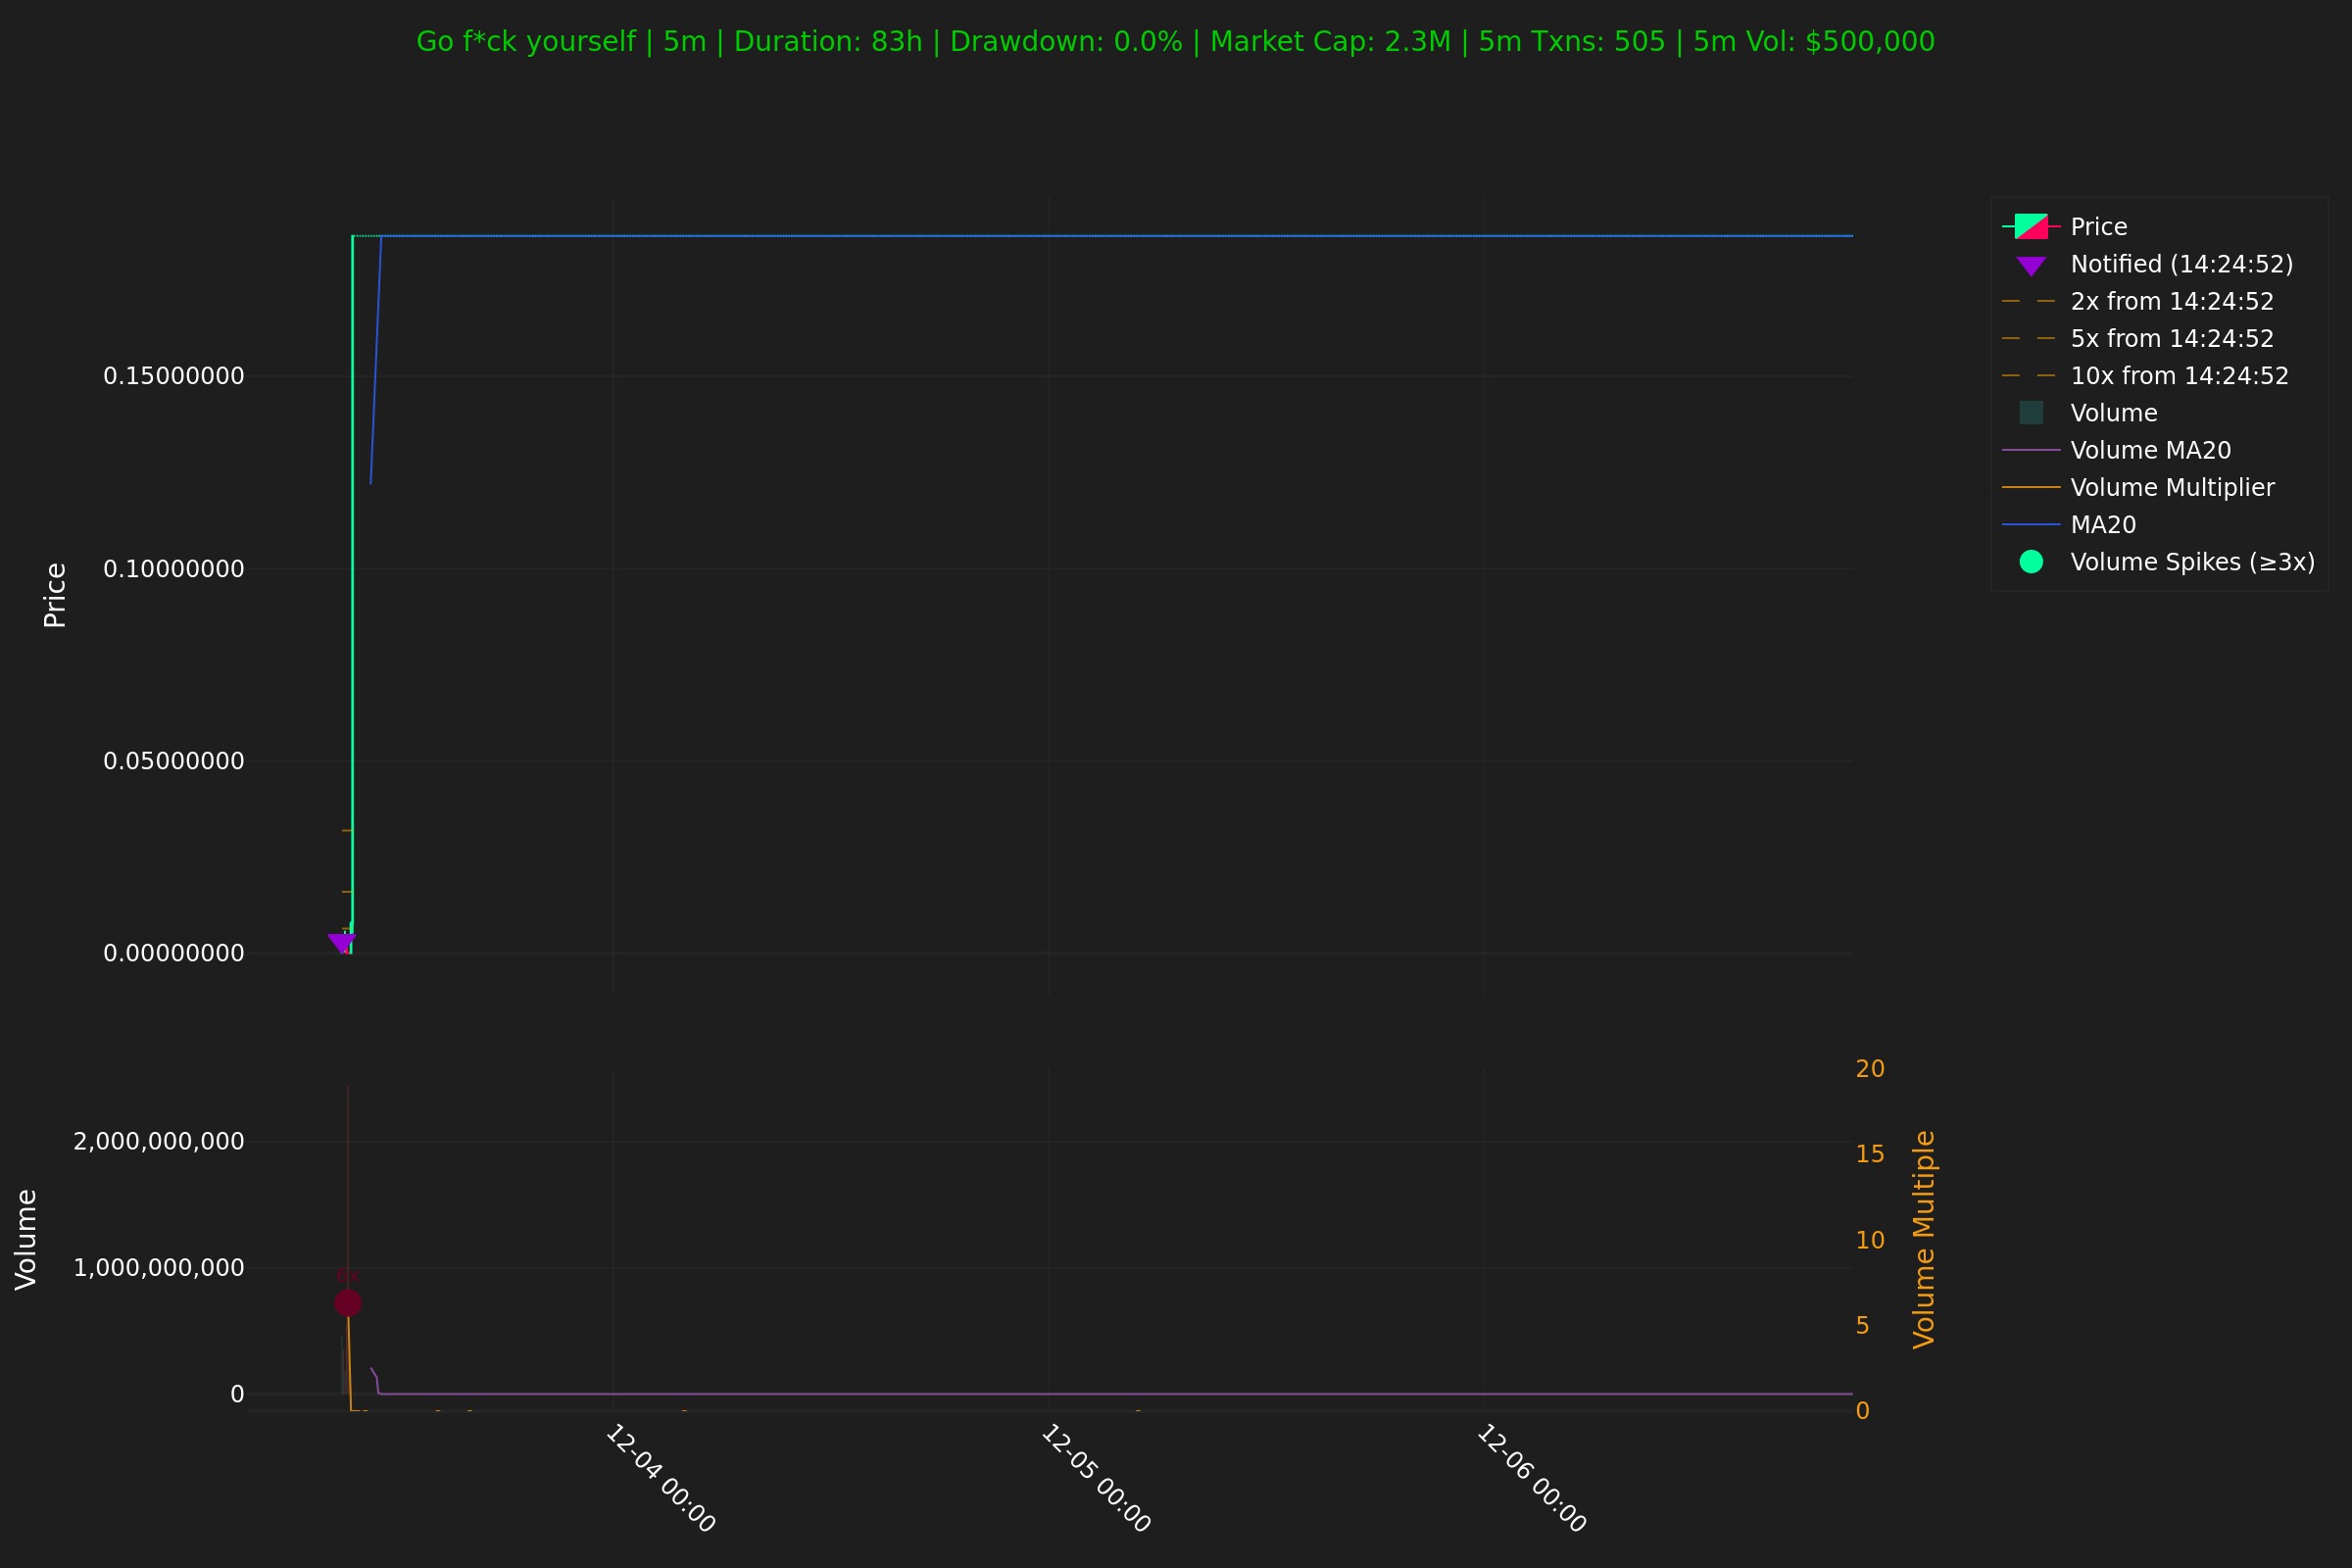 Go f*ck yourself | 5m | Duration: 83h | Drawdown: 0.0% | Market Cap: 2.3M | 5m Txns: 505 | 5m Vol: $500,000
Price
0.15000000
0.10000000
0.05000000
0.00000000
Price
Notified (14:24:52)
2x from 14:24:52
5x from 14:24:52
10x from 14:24:52
Volume
Volume MA20
Volume Multiplier
MA20
Volume Spikes (≥3x)
Volume
2,000,000,000
1,000,000,000
0
6x
20
15
10
5
0
Volume Multiple
12-04 00:00
12-05 00:00
12-06 00:00